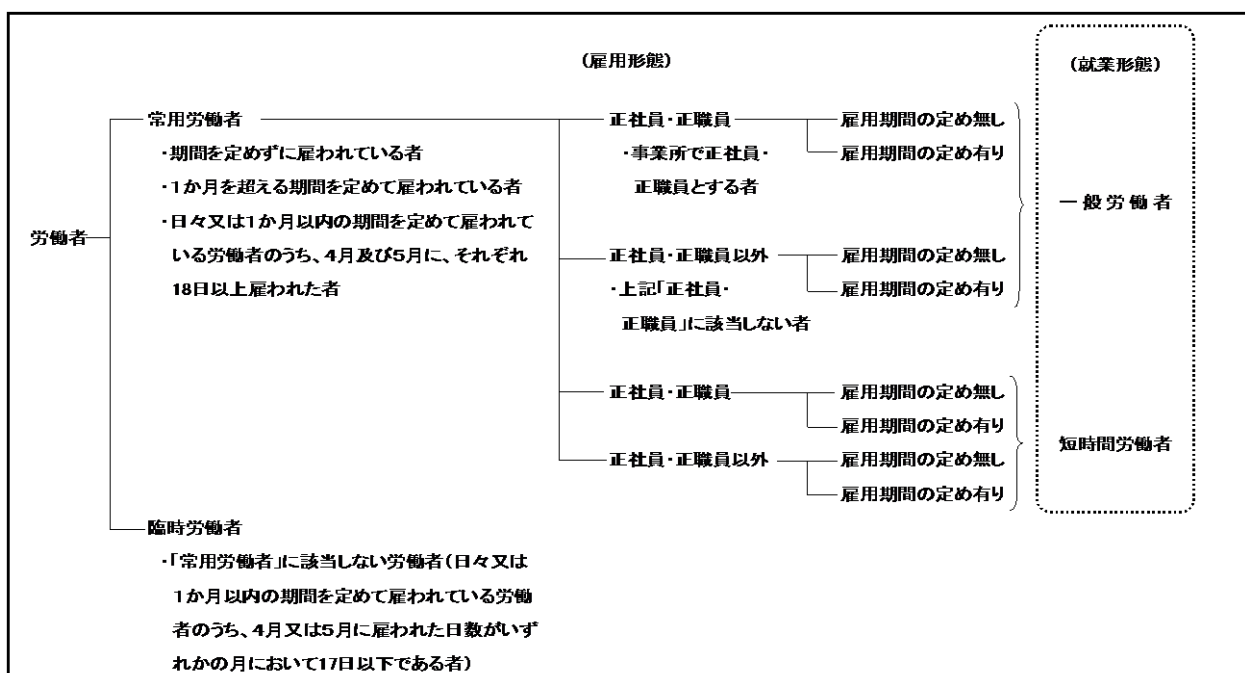 (雇用形態)
(就業形態)
労働者
常用労働者
・期間を定めずに雇われている者
・1か月を超える期間を定めて雇われている者
・日々又は1か月以内の期間を定めて雇われて
いる労働者のうち、4月及び5月に、それぞれ
18日以上雇われた者
正社員・正職員
・事業所で正社員・
正職員とする者
雇用期間の定め無し
雇用期間の定め有り
正社員・正職員以外
・上記「正社員・
正職員」に該当しない者
雇用期間の定め無し
雇用期間の定め有り
一般労働者
正社員・正職員
雇用期間の定め無し
雇用期間の定め有り
正社員・正職員以外
雇用期間の定め無し
雇用期間の定め有り
短時間労働者
臨時労働者
・「常用労働者」に該当しない労働者(日々又は
1か月以内の期間を定めて雇われている労働
者のうち、4月又は5月に雇われた日数がいず
れかの月において17日以下である者)